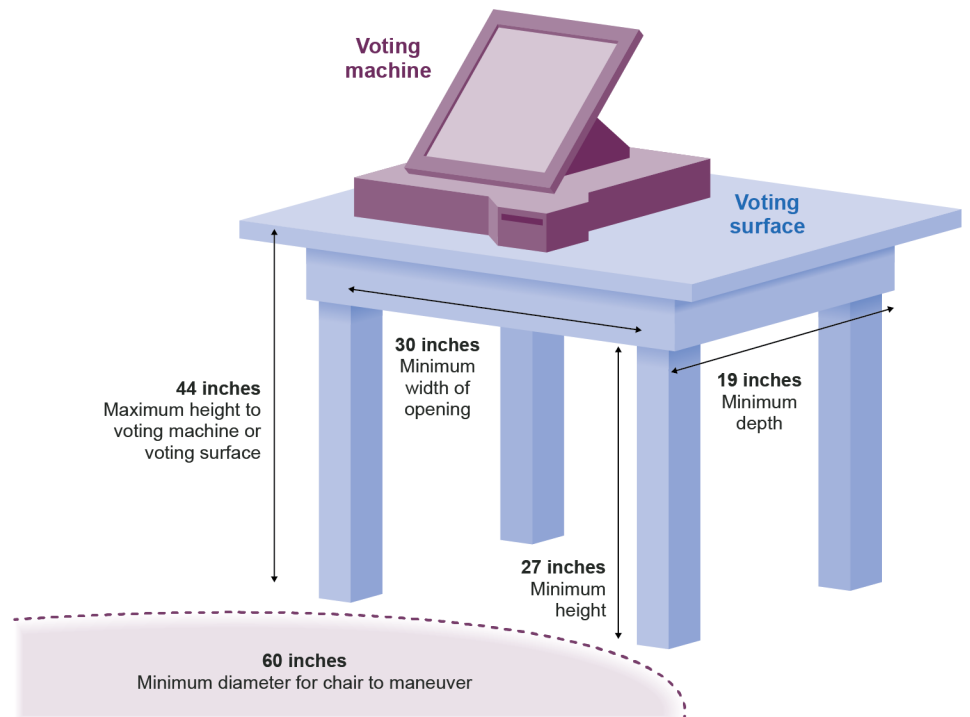 Voting
machine
Voting
surface
30 inches
Minimum
width of
opening
19 inches
Minimum
depth
44 inches
Maximum height to
voting machine or
voting surface
27 inches
Minimum
height
60 inches
Minimum diameter for chair to maneuver